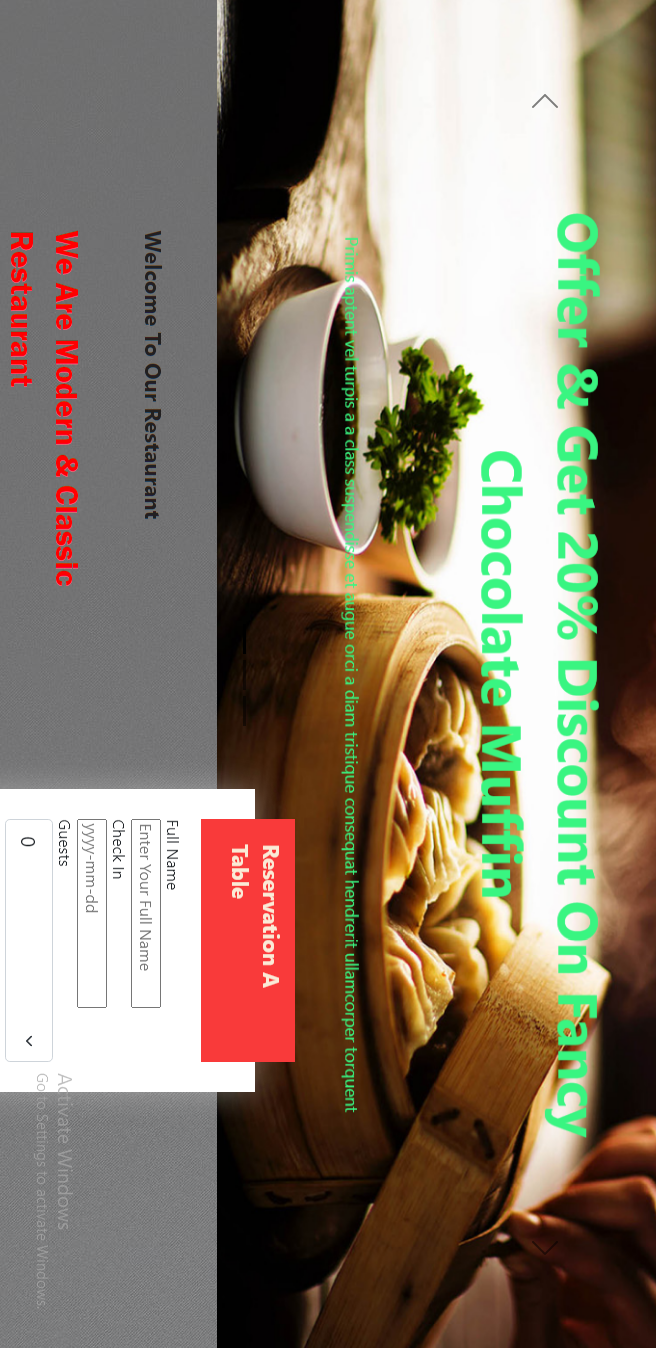 Offer & Get 20% Discount On Fancy
Chocolate Muffin
Primis aptent vel turpis a a class suspendisse et augue orci a diam tristique consequat hendrerit ullamcorper torquent
Welcome To Our Restaurant
We Are Modern & Classic
Restaurant
Reservation A
Table
Full Name
Enter Your Full Name
Check In
yyyy-mm-dd
Guests
0
Activate Windows
Go to Settings to activate Windows.